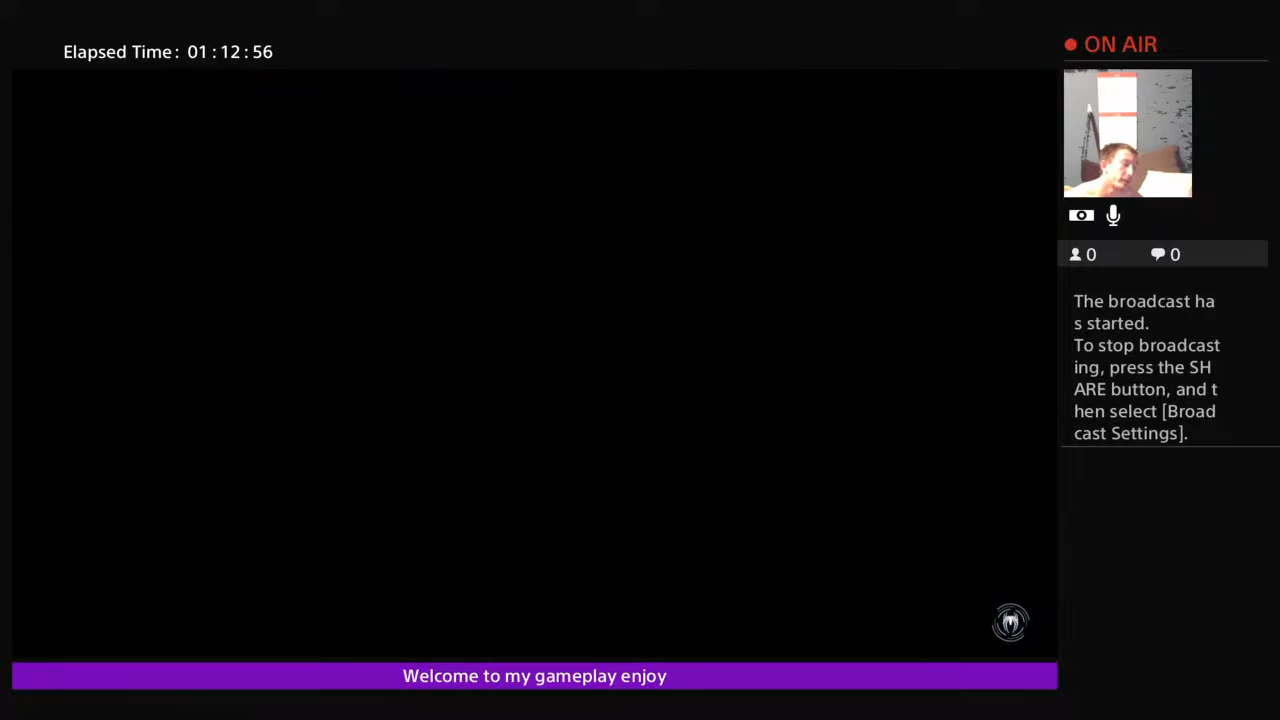 Elapsed Time: 01:12:56
ON AIR
0
0
The broadcast ha
s started.
To stop broadcast
ing, press the SH
ARE button, and t
hen select [Broad
cast Settings].
Welcome to my gameplay enjoy